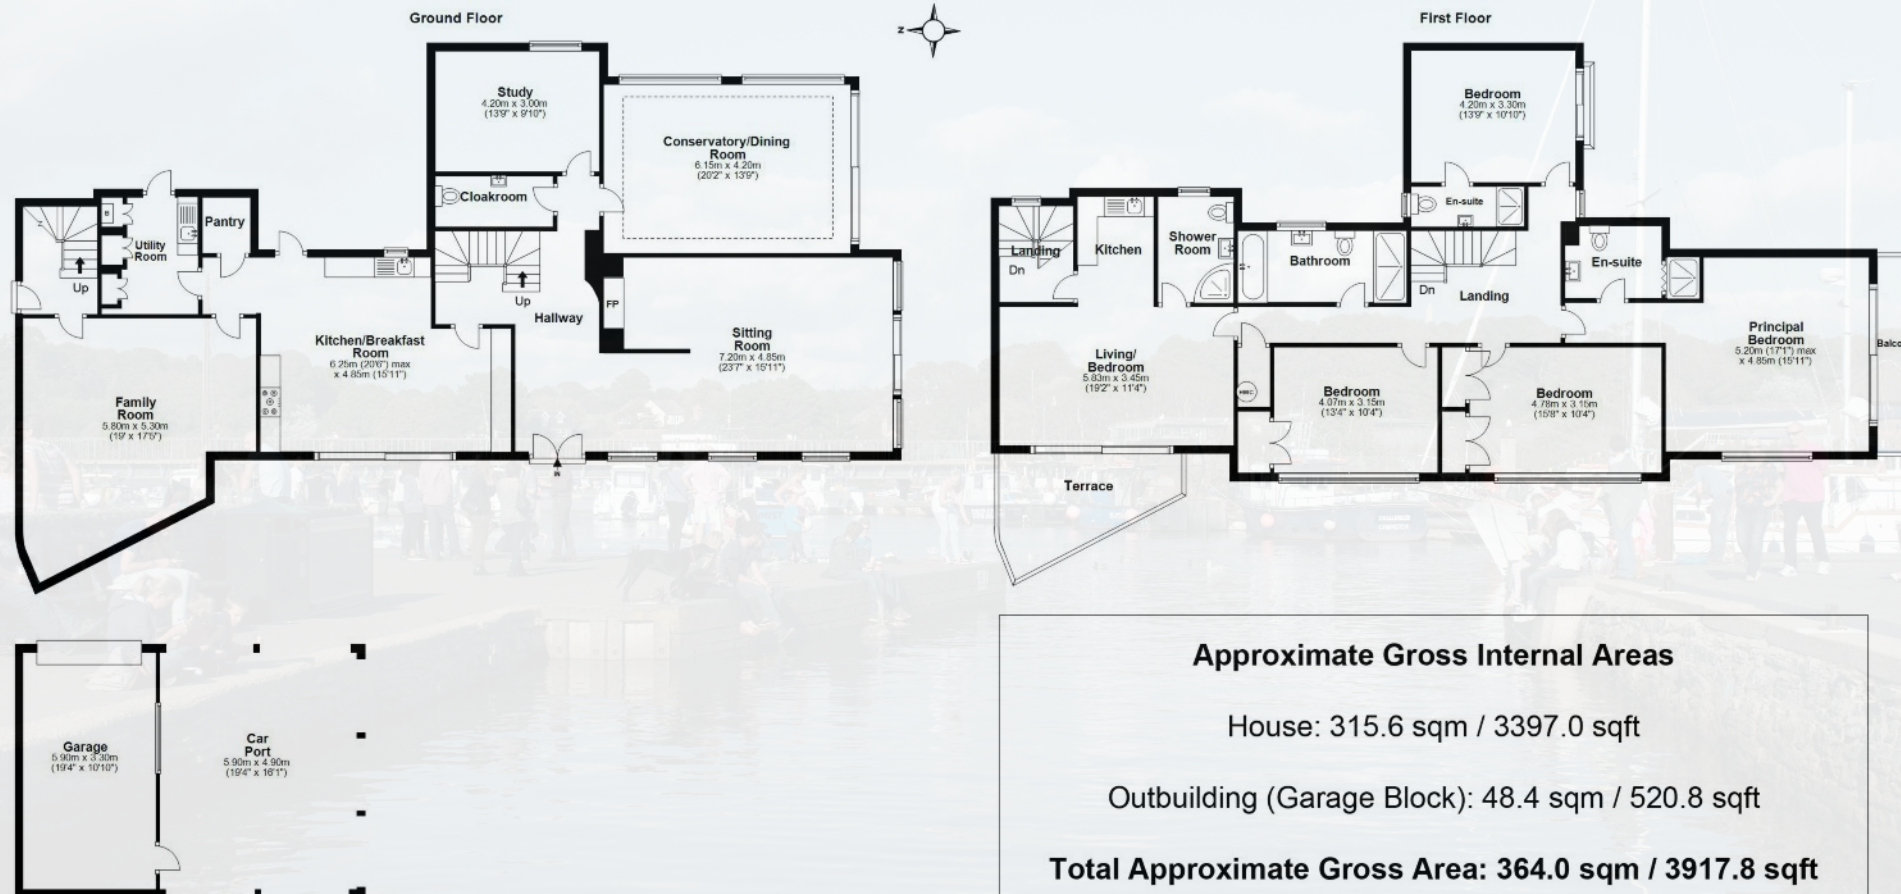 Ground Floor
Study
4.20m x 3.00m
(13'9" x 9'10")
Conservatory/Dining
Room
6.15m x 4.20m
(20'2" x 13'9")
Cloakroom
Pantry
Utility
Room
B
Up
Up
FP
Hallway
Kitchen/Breakfast
Room
6.25m (20'6") max
x 4.85m (15'11")
Sitting
Room
7.20m x 4.85m
(23'7" x 15'11")
Family
Room
5.80m x 5.30m
(19' x 17'5")
IN
Garage
5.90m x 3.30m
(19'4" x 10'10")
Car
Port
5.90m x 4.90m
(19'4" x 16'1")
N
First Floor
Bedroom
4.20m x 3.30m
(13'9" x 10'10")
En-suite
Landing
Dn
Kitchen
Shower
Room
Bathroom
Dn
Landing
En-suite
Principal
Bedroom
5.20m (17'1") max
x 4.85m (15'11")
Balco
Living/
Bedroom
5.83m x 3.45m
(19'2" x 11'4")
Bedroom
4.07m x 3.15m
(13'4" x 10'4")
Bedroom
4.78m x 3.15m
(15'8" x 10'4")
Terrace
Approximate Gross Internal Areas
House: 315.6 sqm / 3397.0 sqft
Outbuilding (Garage Block): 48.4 sqm / 520.8 sqft
Total Approximate Gross Area: 364.0 sqm / 3917.8 sqft